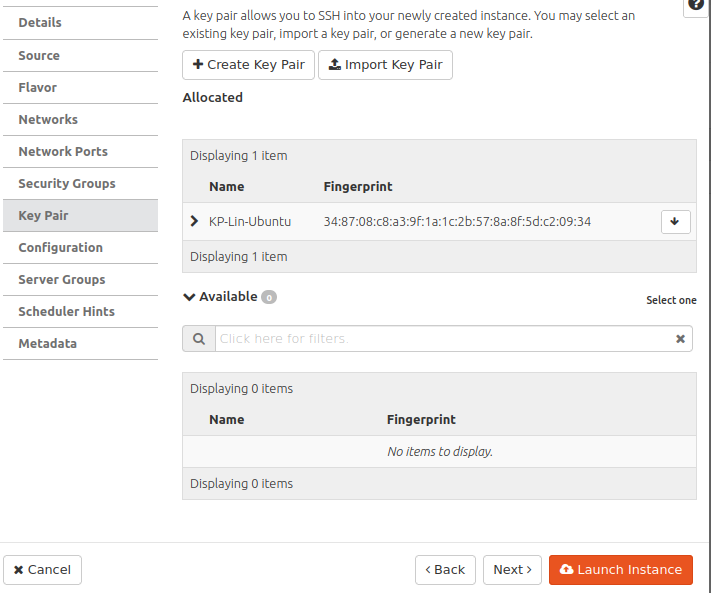 Details
Source
Flavor
Networks
Network Ports
Security Groups
Key Pair
Configuration
Server Groups
Scheduler Hints
Metadata
?
A key pair allows you to SSH into your newly created instance. You may select an
existing key pair, import a key pair, or generate a new key pair.
Create Key Pair Import Key Pair
Allocated
Displaying 1 item
Name Fingerprint
KP-Lin-Ubuntu 34:87:08:c8:a3:9f:1a:1c:2b:57:8a:8f:5d:c2:09:34
Displaying 1 item
Available 0 Select one
Click here for filters.
Displaying 0 items
Name Fingerprint
No items to display.
Displaying 0 items
Cancel < Back Next > Launch Instance